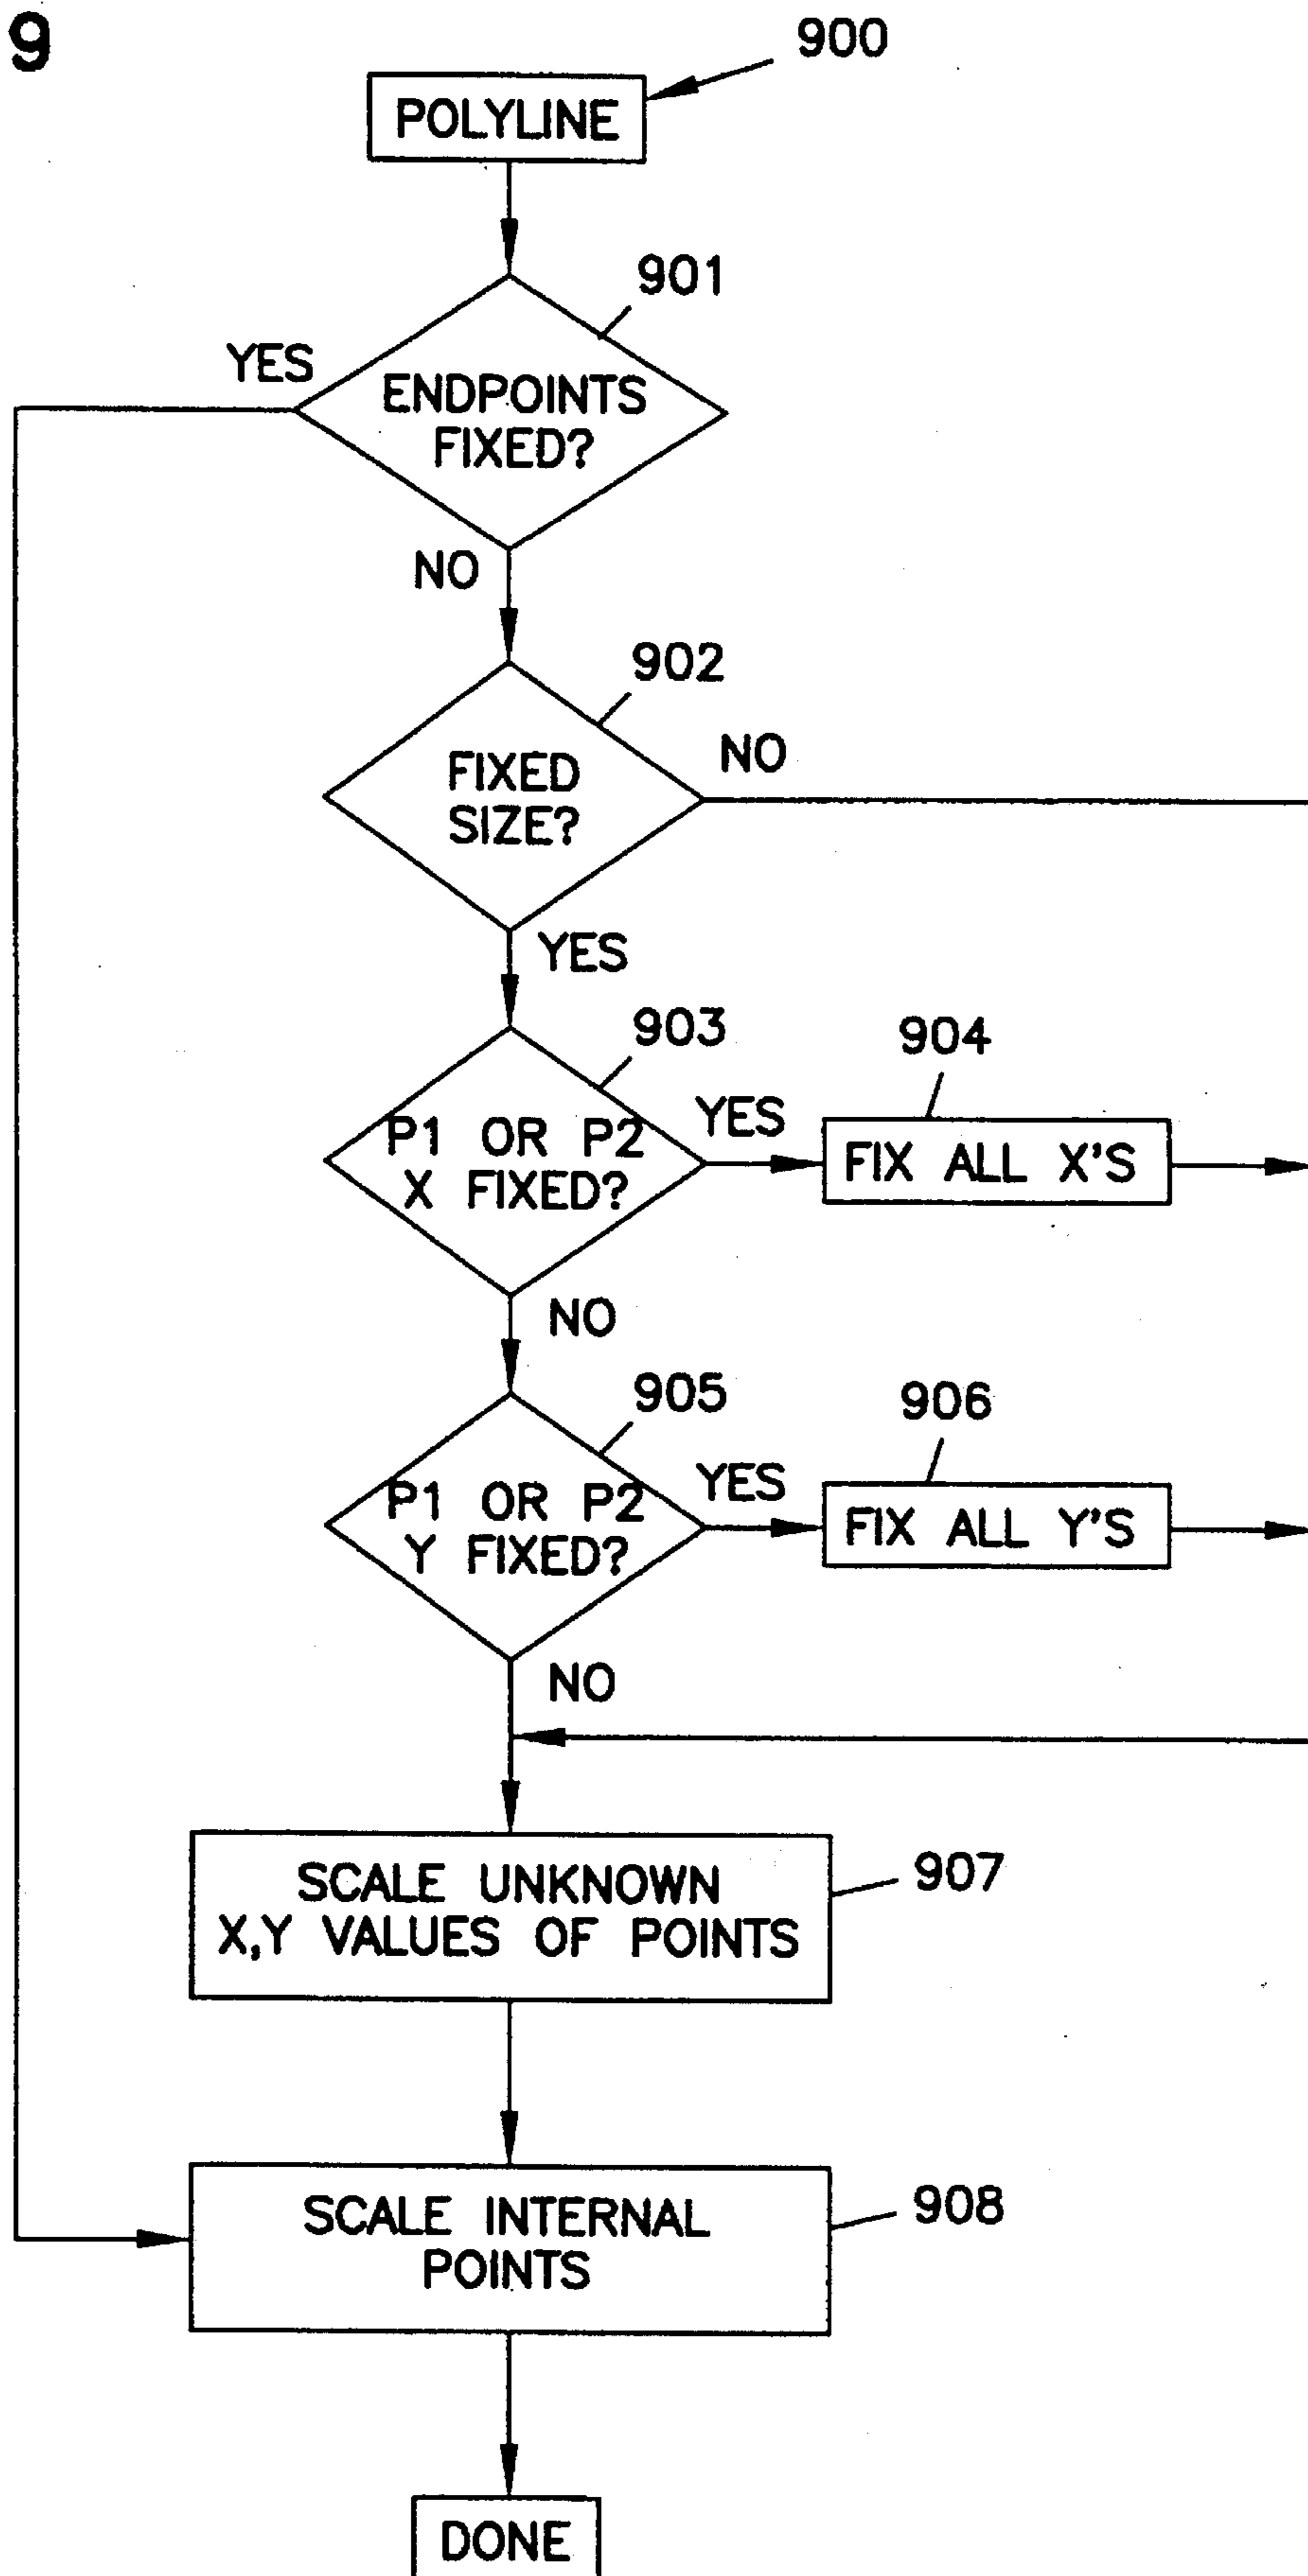 9
900
POLYLINE
901
YES
ENDPOINTS
FIXED?
NO
902
NO
FIXED
SIZE?
YES
903
904
P1 OR P2
X FIXED?
YES
FIX ALL X'S
NO
905
906
P1 OR P2
Y FIXED?
YES
FIX ALL Y'S
NO
SCALE UNKNOWN
X,Y VALUES OF POINTS
907
SCALE INTERNAL
POINTS
908
DONE